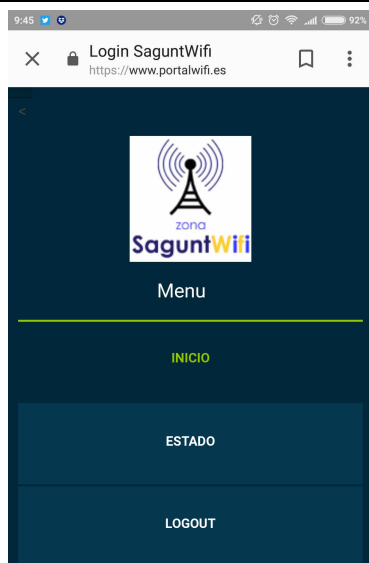 9:45
92%
Login SaguntWifi
https://www.portalwifi.es
<
zona
SaguntWifi
Menu
INICIO
ESTADO
LOGOUT